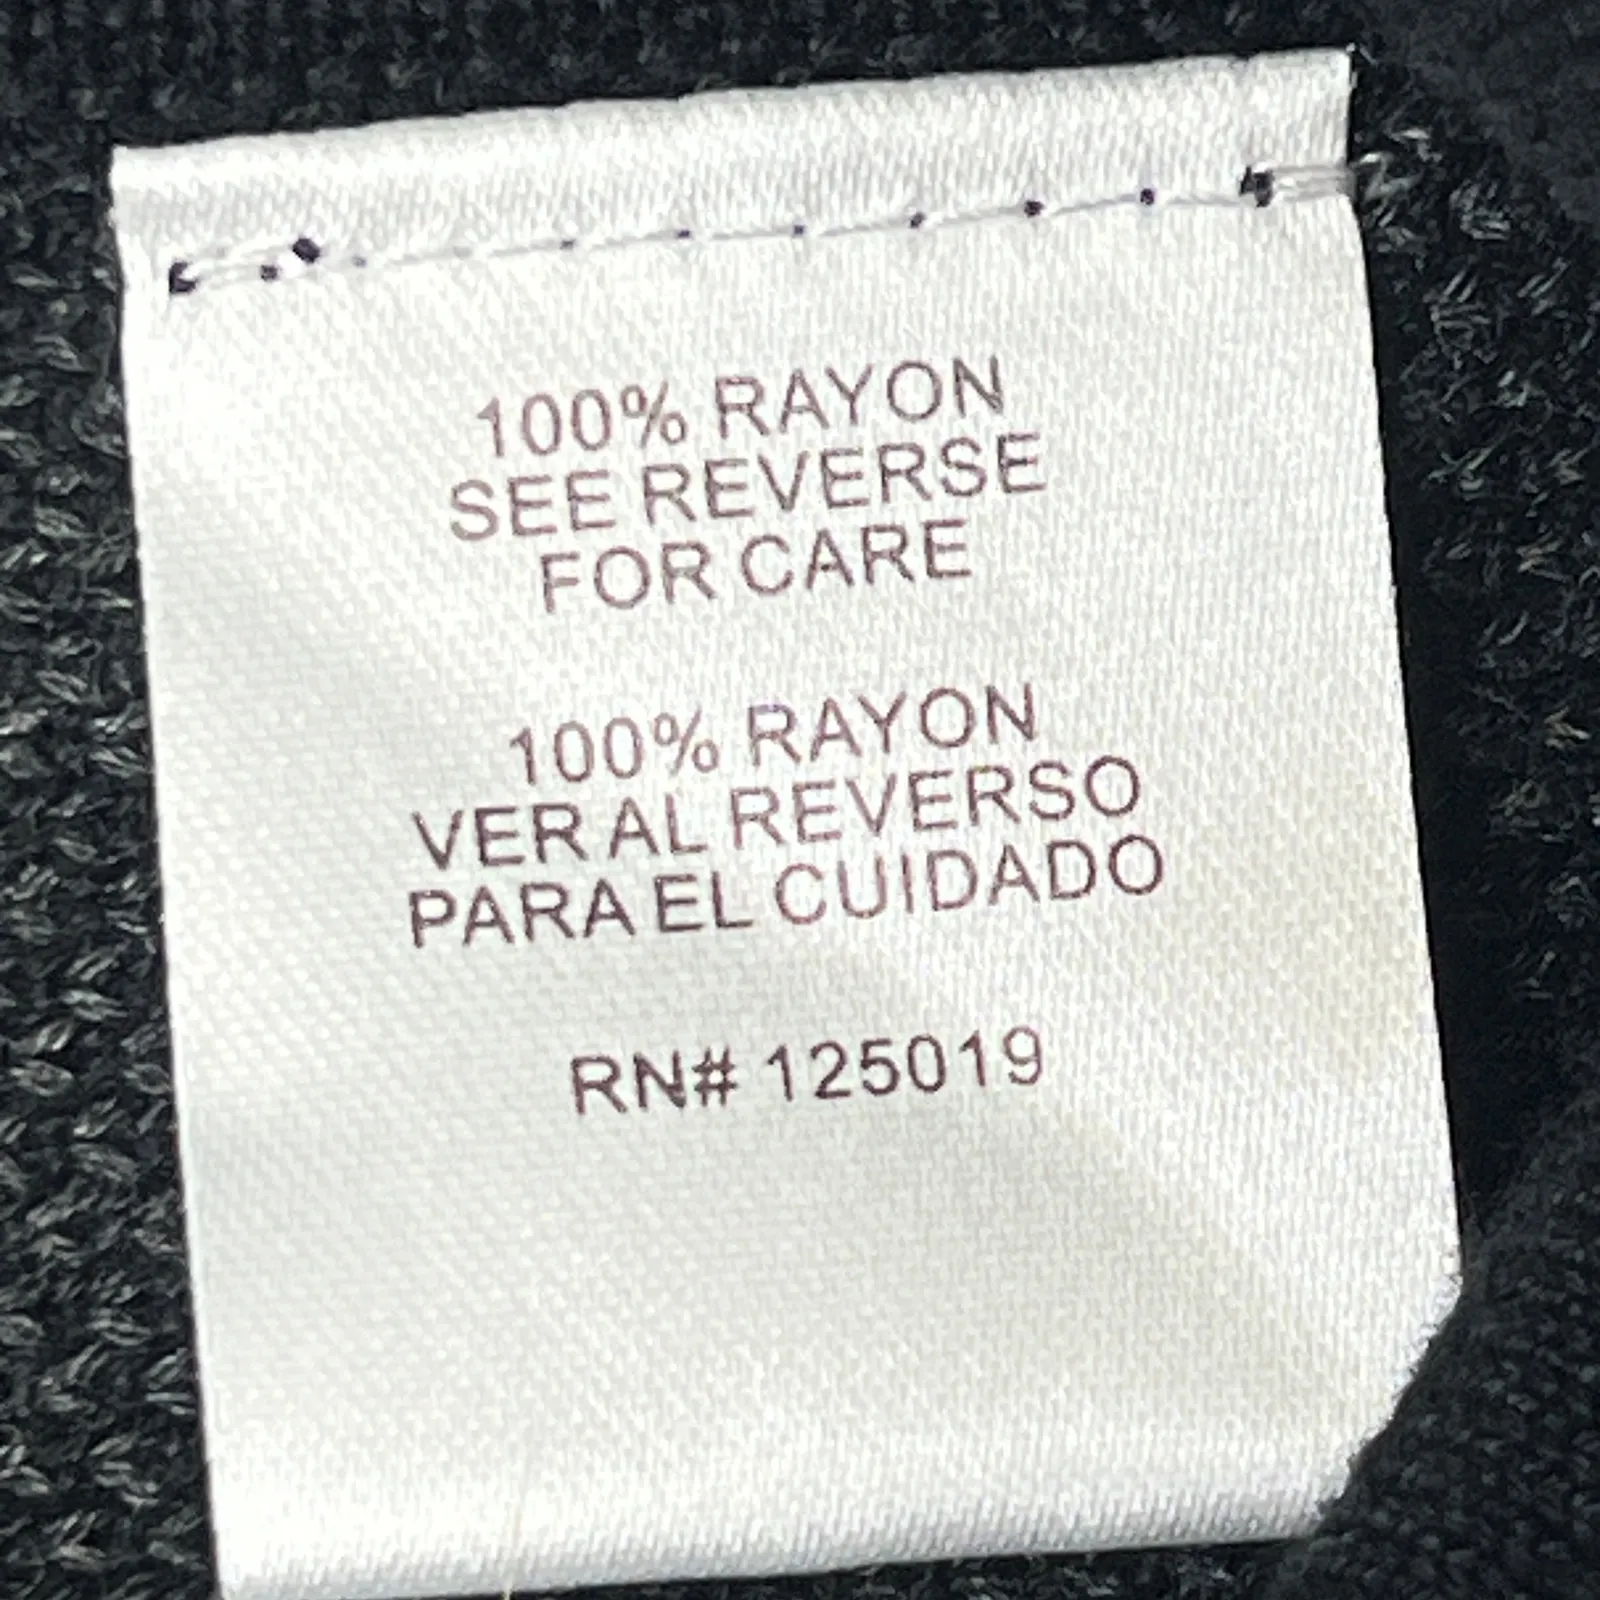 100% RAYON
SEE REVERSE
FOR CARE
100% RAYON
VER AL REVERSO
PARA EL CUIDADO
RN# 125019